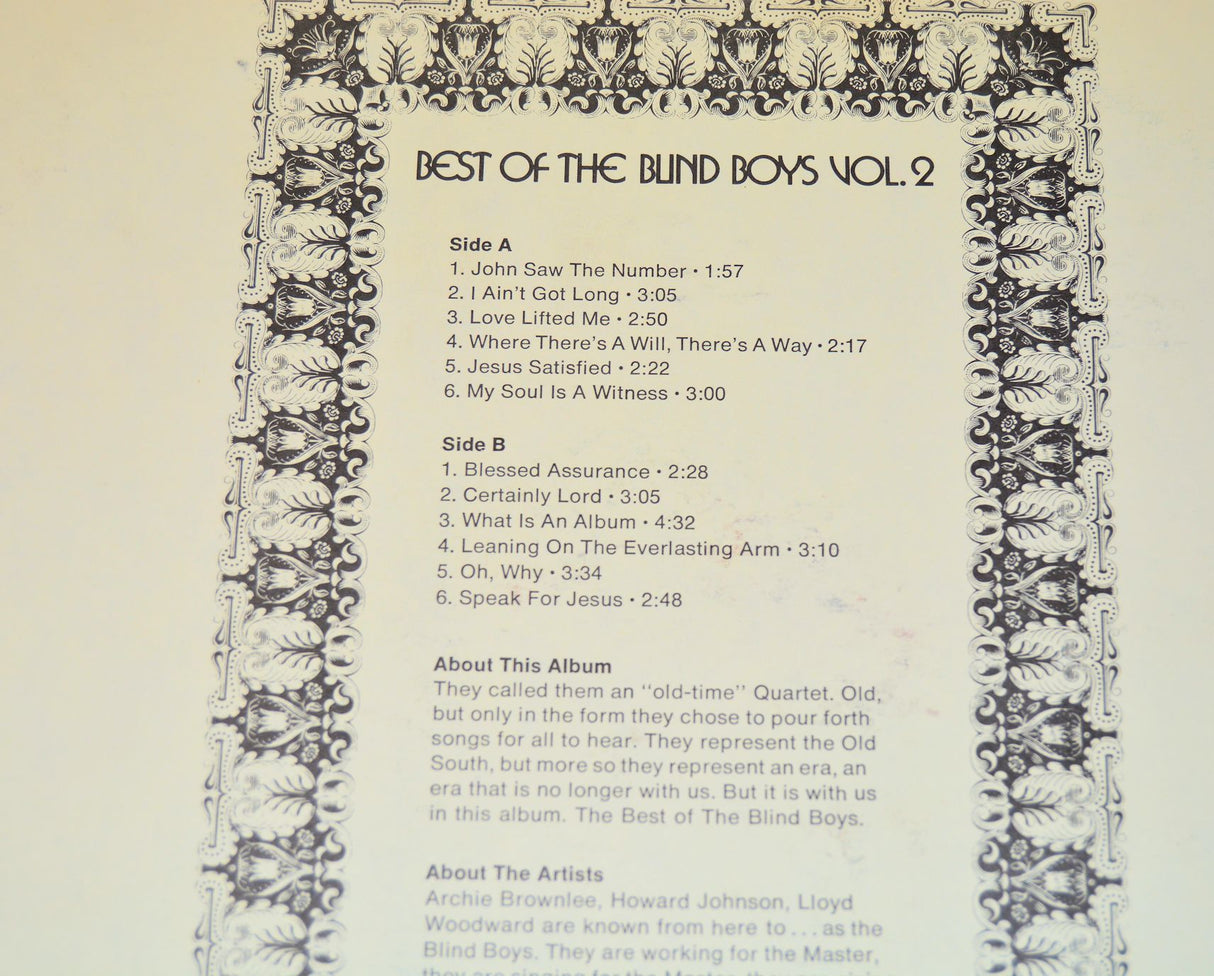 BEST OF THE BLIND BOYS VOL. 2
Side A
1. John Saw The Number • 1:57
2. I Ain't Got Long • 3:05
3. Love Lifted Me • 2:50
4. Where There's A Will, There's A Way • 2:17
5. Jesus Satisfied • 2:22
6. My Soul Is A Witness • 3:00
Side B
1. Blessed Assurance • 2:28
2. Certainly Lord • 3:05
3. What Is An Album • 4:32
4. Leaning On The Everlasting Arm • 3:10
5. Oh, Why • 3:34
6. Speak For Jesus • 2:48
About This Album
They called them an "old-time" Quartet. Old,
but only in the form they chose to pour forth
songs for all to hear. They represent the Old
South, but more so they represent an era, an
era that is no longer with us. But it is with us
in this album. The Best of The Blind Boys.
About The Artists
Archie Brownlee, Howard Johnson, Lloyd
Woodward are known from here to . . . as the
Blind Boys. They are working for the Master,
they are singing for the Master, they